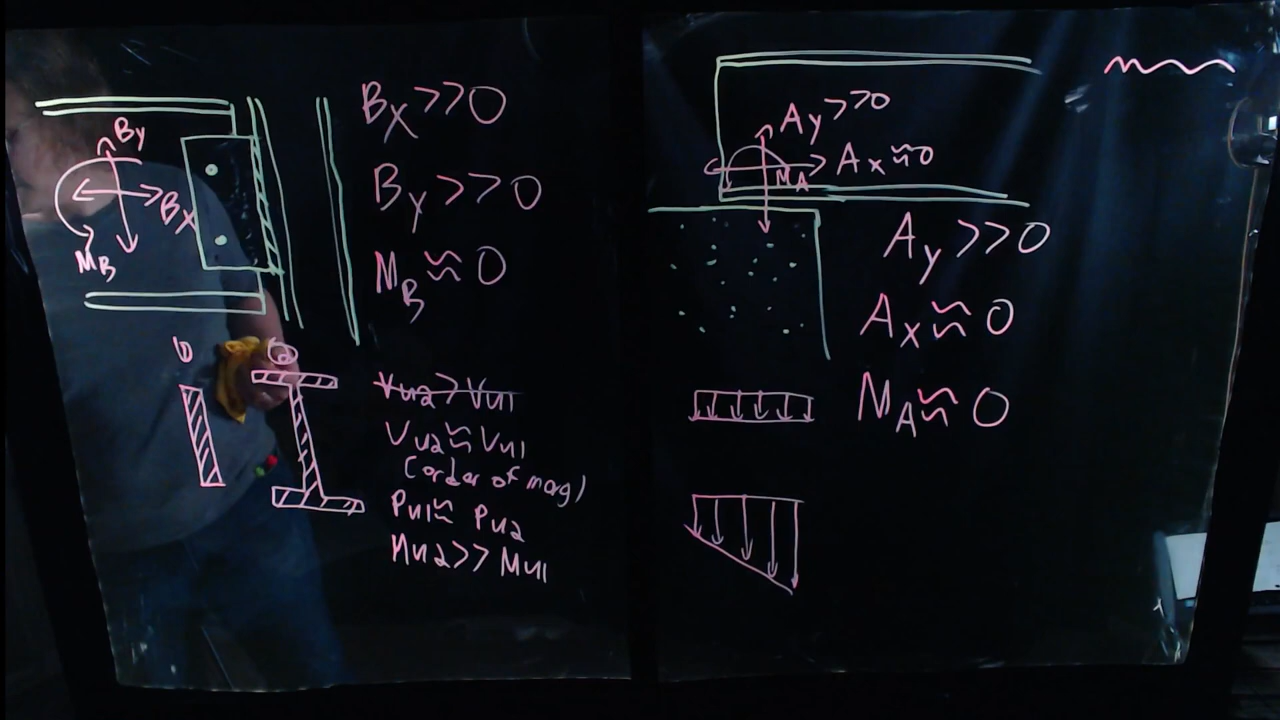 By
Bx
MB
Bx >> 0
By >> 0
MB ≈ 0
1
2
Vu2 > Vu1
Vu2 ≈ Vu1
(order of mag)
Pu1 ≈ Pu2
Mu2 >> Mu1
Ay >> 0
Ax ≈ 0
MA
Ay >> 0
Ax ≈ 0
MA ≈ 0